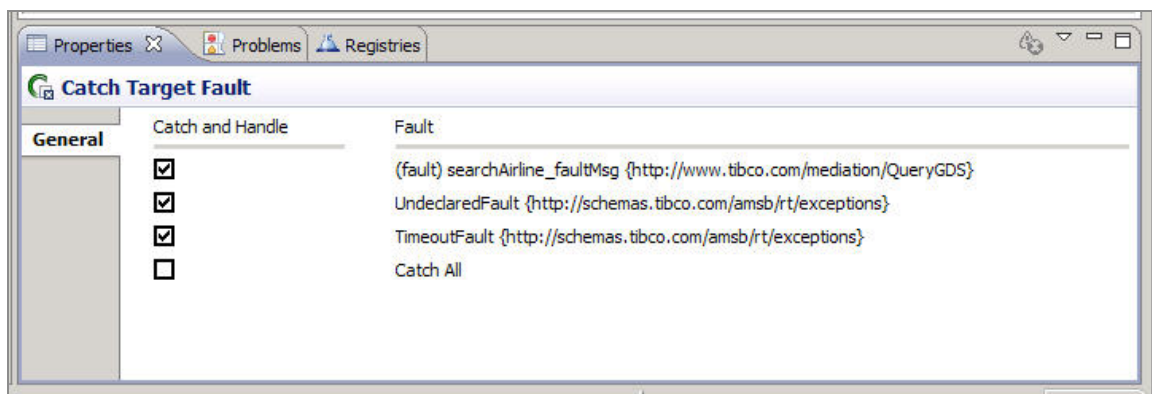 Properties Problems Registries
Catch Target Fault
General
Catch and Handle Fault
(fault) searchAirline_faultMsg {http://www.tibco.com/mediation/QueryGDS}
UndeclaredFault {http://schemas.tibco.com/amsb/rt/exceptions}
TimeoutFault {http://schemas.tibco.com/amsb/rt/exceptions}
Catch All